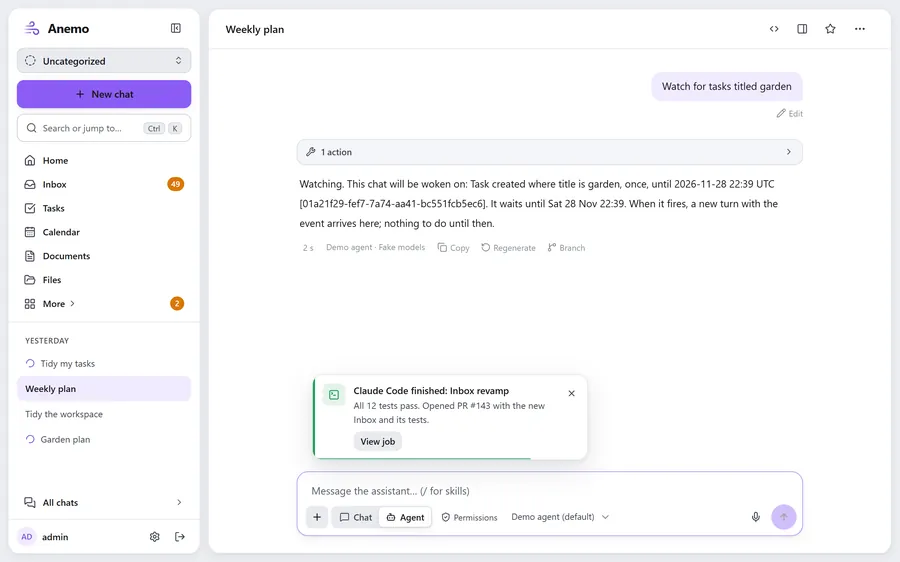 Anemo
Uncategorized
+ New chat
Search or jump to... Ctrl K
Home
Inbox 49
Tasks
Calendar
Documents
Files
More 2
YESTERDAY
Tidy my tasks
Weekly plan
Tidy the workspace
Garden plan
All chats
AD admin
Weekly plan
Watch for tasks titled garden
Edit
1 action
Watching. This chat will be woken on: Task created where title is garden, once, until 2026-11-28 22:39 UTC
[01a21f29-fef7-7a74-aa41-bc551fcb5ec6]. It waits until Sat 28 Nov 22:39. When it fires, a new turn with the
event arrives here; nothing to do until then.
2 s Demo agent · Fake models Copy Regenerate Branch
Claude Code finished: Inbox revamp
All 12 tests pass. Opened PR #143 with the new
Inbox and its tests.
View job
Message the assistant... (/ for skills)
Chat Agent Permissions Demo agent (default)